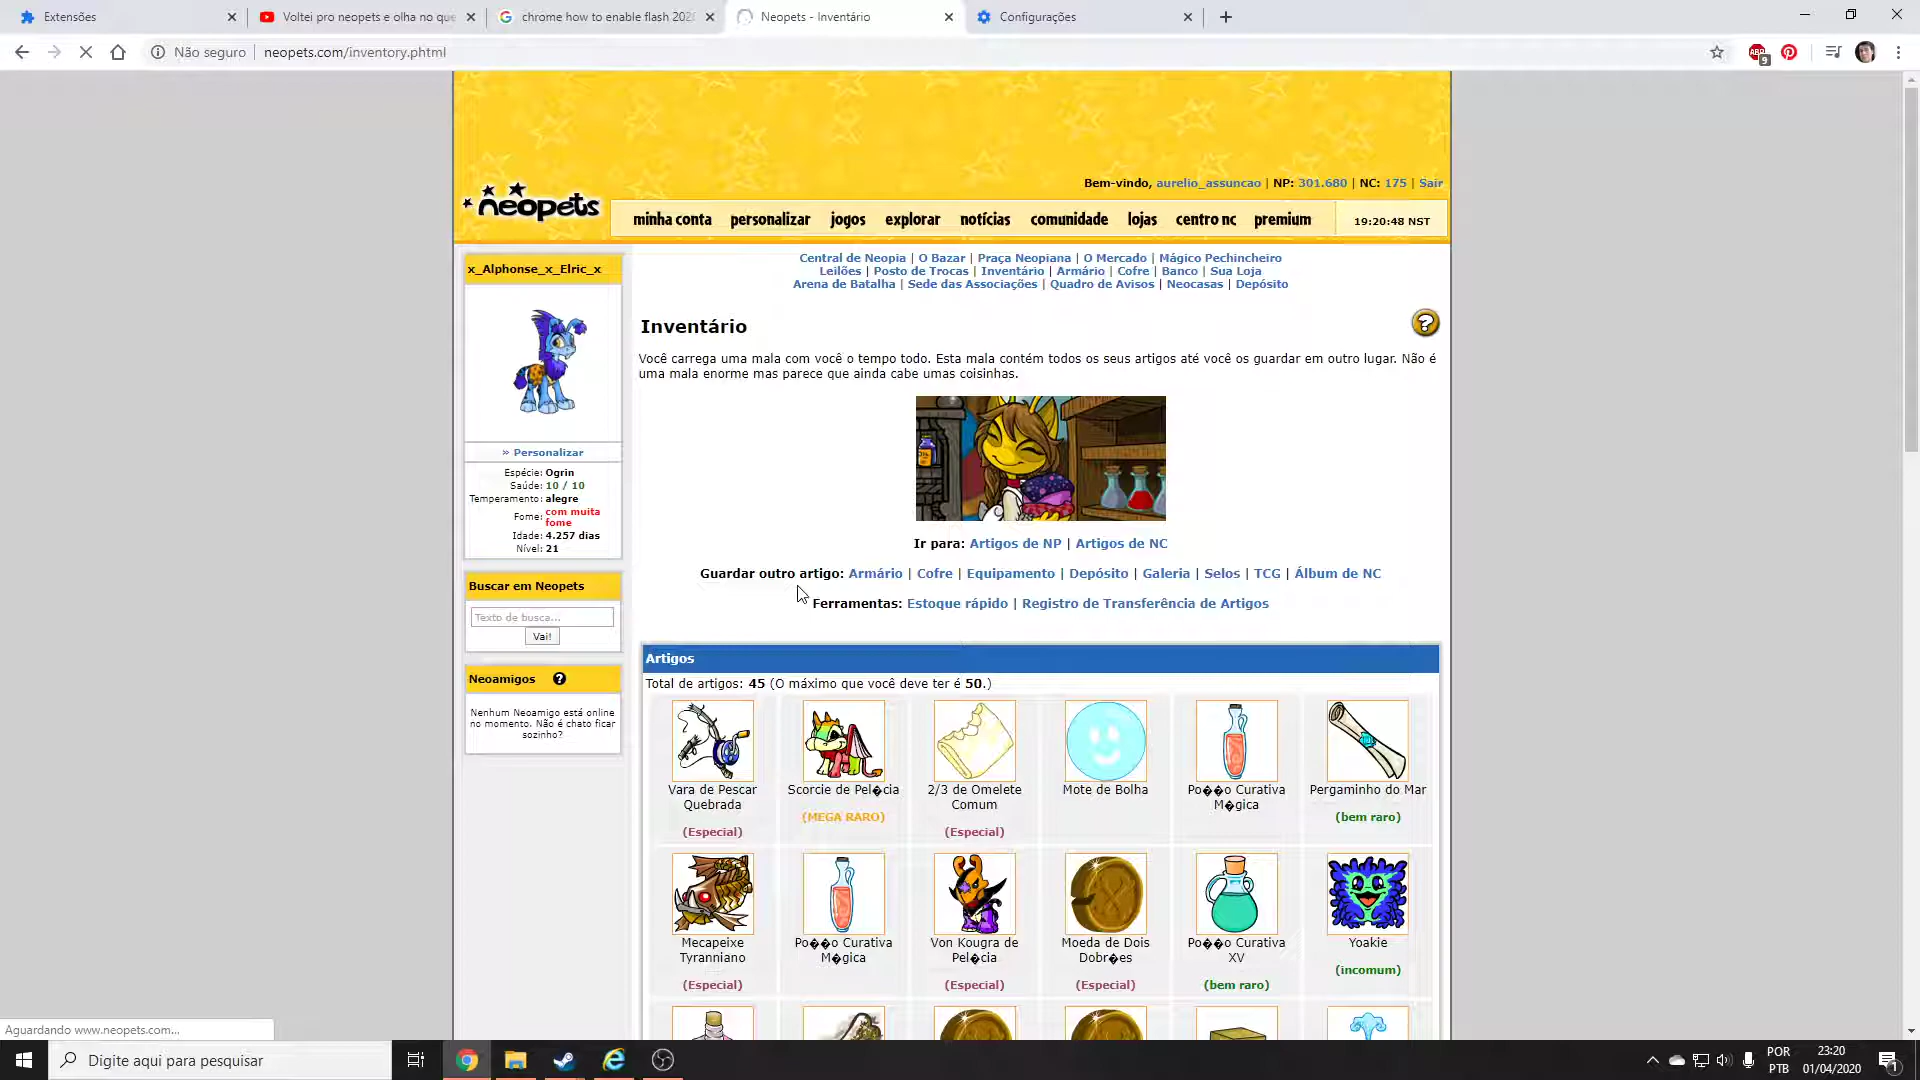 Extensões
Voltei pro neopets e olha no que
chrome how to enable flash 2020
Neopets - Inventário
Configurações
Não seguro
neopets.com/inventory.phtml
ABP
9
Bem-vindo, aurelio_assuncao | NP: 301.680 | NC: 175 | Sair
neopets
minha conta
personalizar
jogos
explorar
notícias
comunidade
lojas
centro nc
premium
19:20:48 NST
x_Alphonse_x_Elric_x
» Personalizar
Espécie: Ogrin
Saúde: 10 / 10
Temperamento: alegre
Fome: com muita
fome
Idade: 4.257 dias
Nível: 21
Buscar em Neopets
Texto de busca...
Vai!
Neoamigos
Nenhum Neoamigo está online
no momento. Não é chato ficar
sozinho?
Central de Neopia | O Bazar | Praça Neopiana | O Mercado | Mágico Pechincheiro
Leilões | Posto de Trocas | Inventário | Armário | Cofre | Banco | Sua Loja
Arena de Batalha | Sede das Associações | Quadro de Avisos | Neocasas | Depósito
Inventário
Você carrega uma mala com você o tempo todo. Esta mala contém todos os seus artigos até você os guardar em outro lugar. Não é
uma mala enorme mas parece que ainda cabe umas coisinhas.
Ir para: Artigos de NP | Artigos de NC
Guardar outro artigo: Armário | Cofre | Equipamento | Depósito | Galeria | Selos | TCG | Álbum de NC
Ferramentas: Estoque rápido | Registro de Transferência de Artigos
Artigos
Total de artigos: 45 (O máximo que você deve ter é 50.)
Vara de Pescar
Quebrada
(Especial)
Scorcie de Pel�cia
(MEGA RARO)
2/3 de Omelete
Comum
(Especial)
Mote de Bolha
Po��o Curativa
M�gica
Pergaminho do Mar
(bem raro)
Mecapeixe
Tyranniano
(Especial)
Po��o Curativa
M�gica
Von Kougra de
Pel�cia
(Especial)
Moeda de Dois
Dobr�es
(Especial)
Po��o Curativa
XV
(bem raro)
Yoakie
(incomum)
Aguardando www.neopets.com...
Digite aqui para pesquisar
POR
PTB
23:20
01/04/2020
1